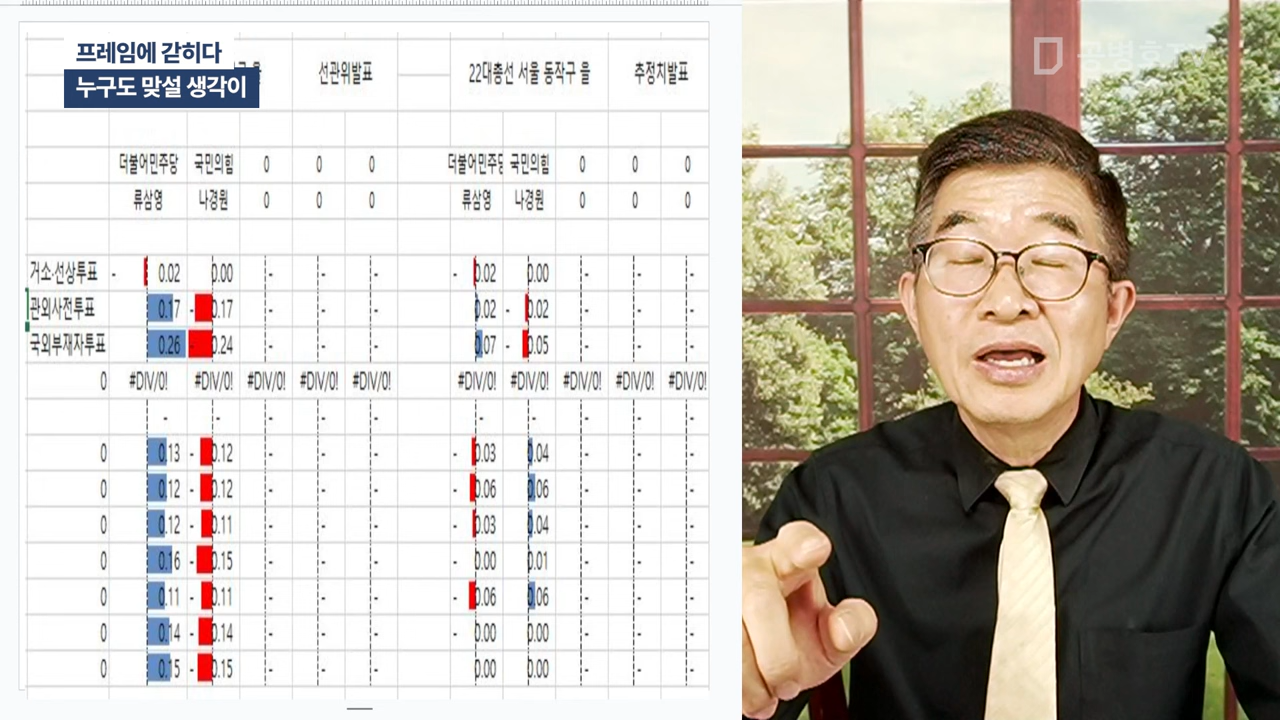 프레임에 갇히다
누구도 맞설 생각이
을 선관위발표 22대총선 서울 동작구 을 추정치발표
공병호
더불어민주당 국민의힘 0 0 0 더불어민주당 국민의힘 0 0 0
류삼영 나경원 0 0 0 류삼영 나경원 0 0 0
거소·선상투표 - 0.02 0.00 - - - - 0.02 0.00 - - -
관외사전투표 0.17 - 0.17 - - - 0.02 - 0.02 - - -
국외부재자투표 0.26 - 0.24 - - - 0.07 - 0.05 - - -
0 #DIV/0! #DIV/0! #DIV/0! #DIV/0! #DIV/0! #DIV/0! #DIV/0! #DIV/0! #DIV/0! #DIV/0!
- - - - - - - - - -
0 0.13 - 0.12 - - - - 0.03 0.04 - - -
0 0.12 - 0.12 - - - - 0.06 0.06 - - -
0 0.12 - 0.11 - - - - 0.03 0.04 - - -
0 0.16 - 0.15 - - - - 0.00 0.01 - - -
0 0.11 - 0.11 - - - - 0.06 0.06 - - -
0 0.14 - 0.14 - - - - 0.00 0.00 - - -
0 0.15 - 0.15 - - - - 0.00 0.00 - - -